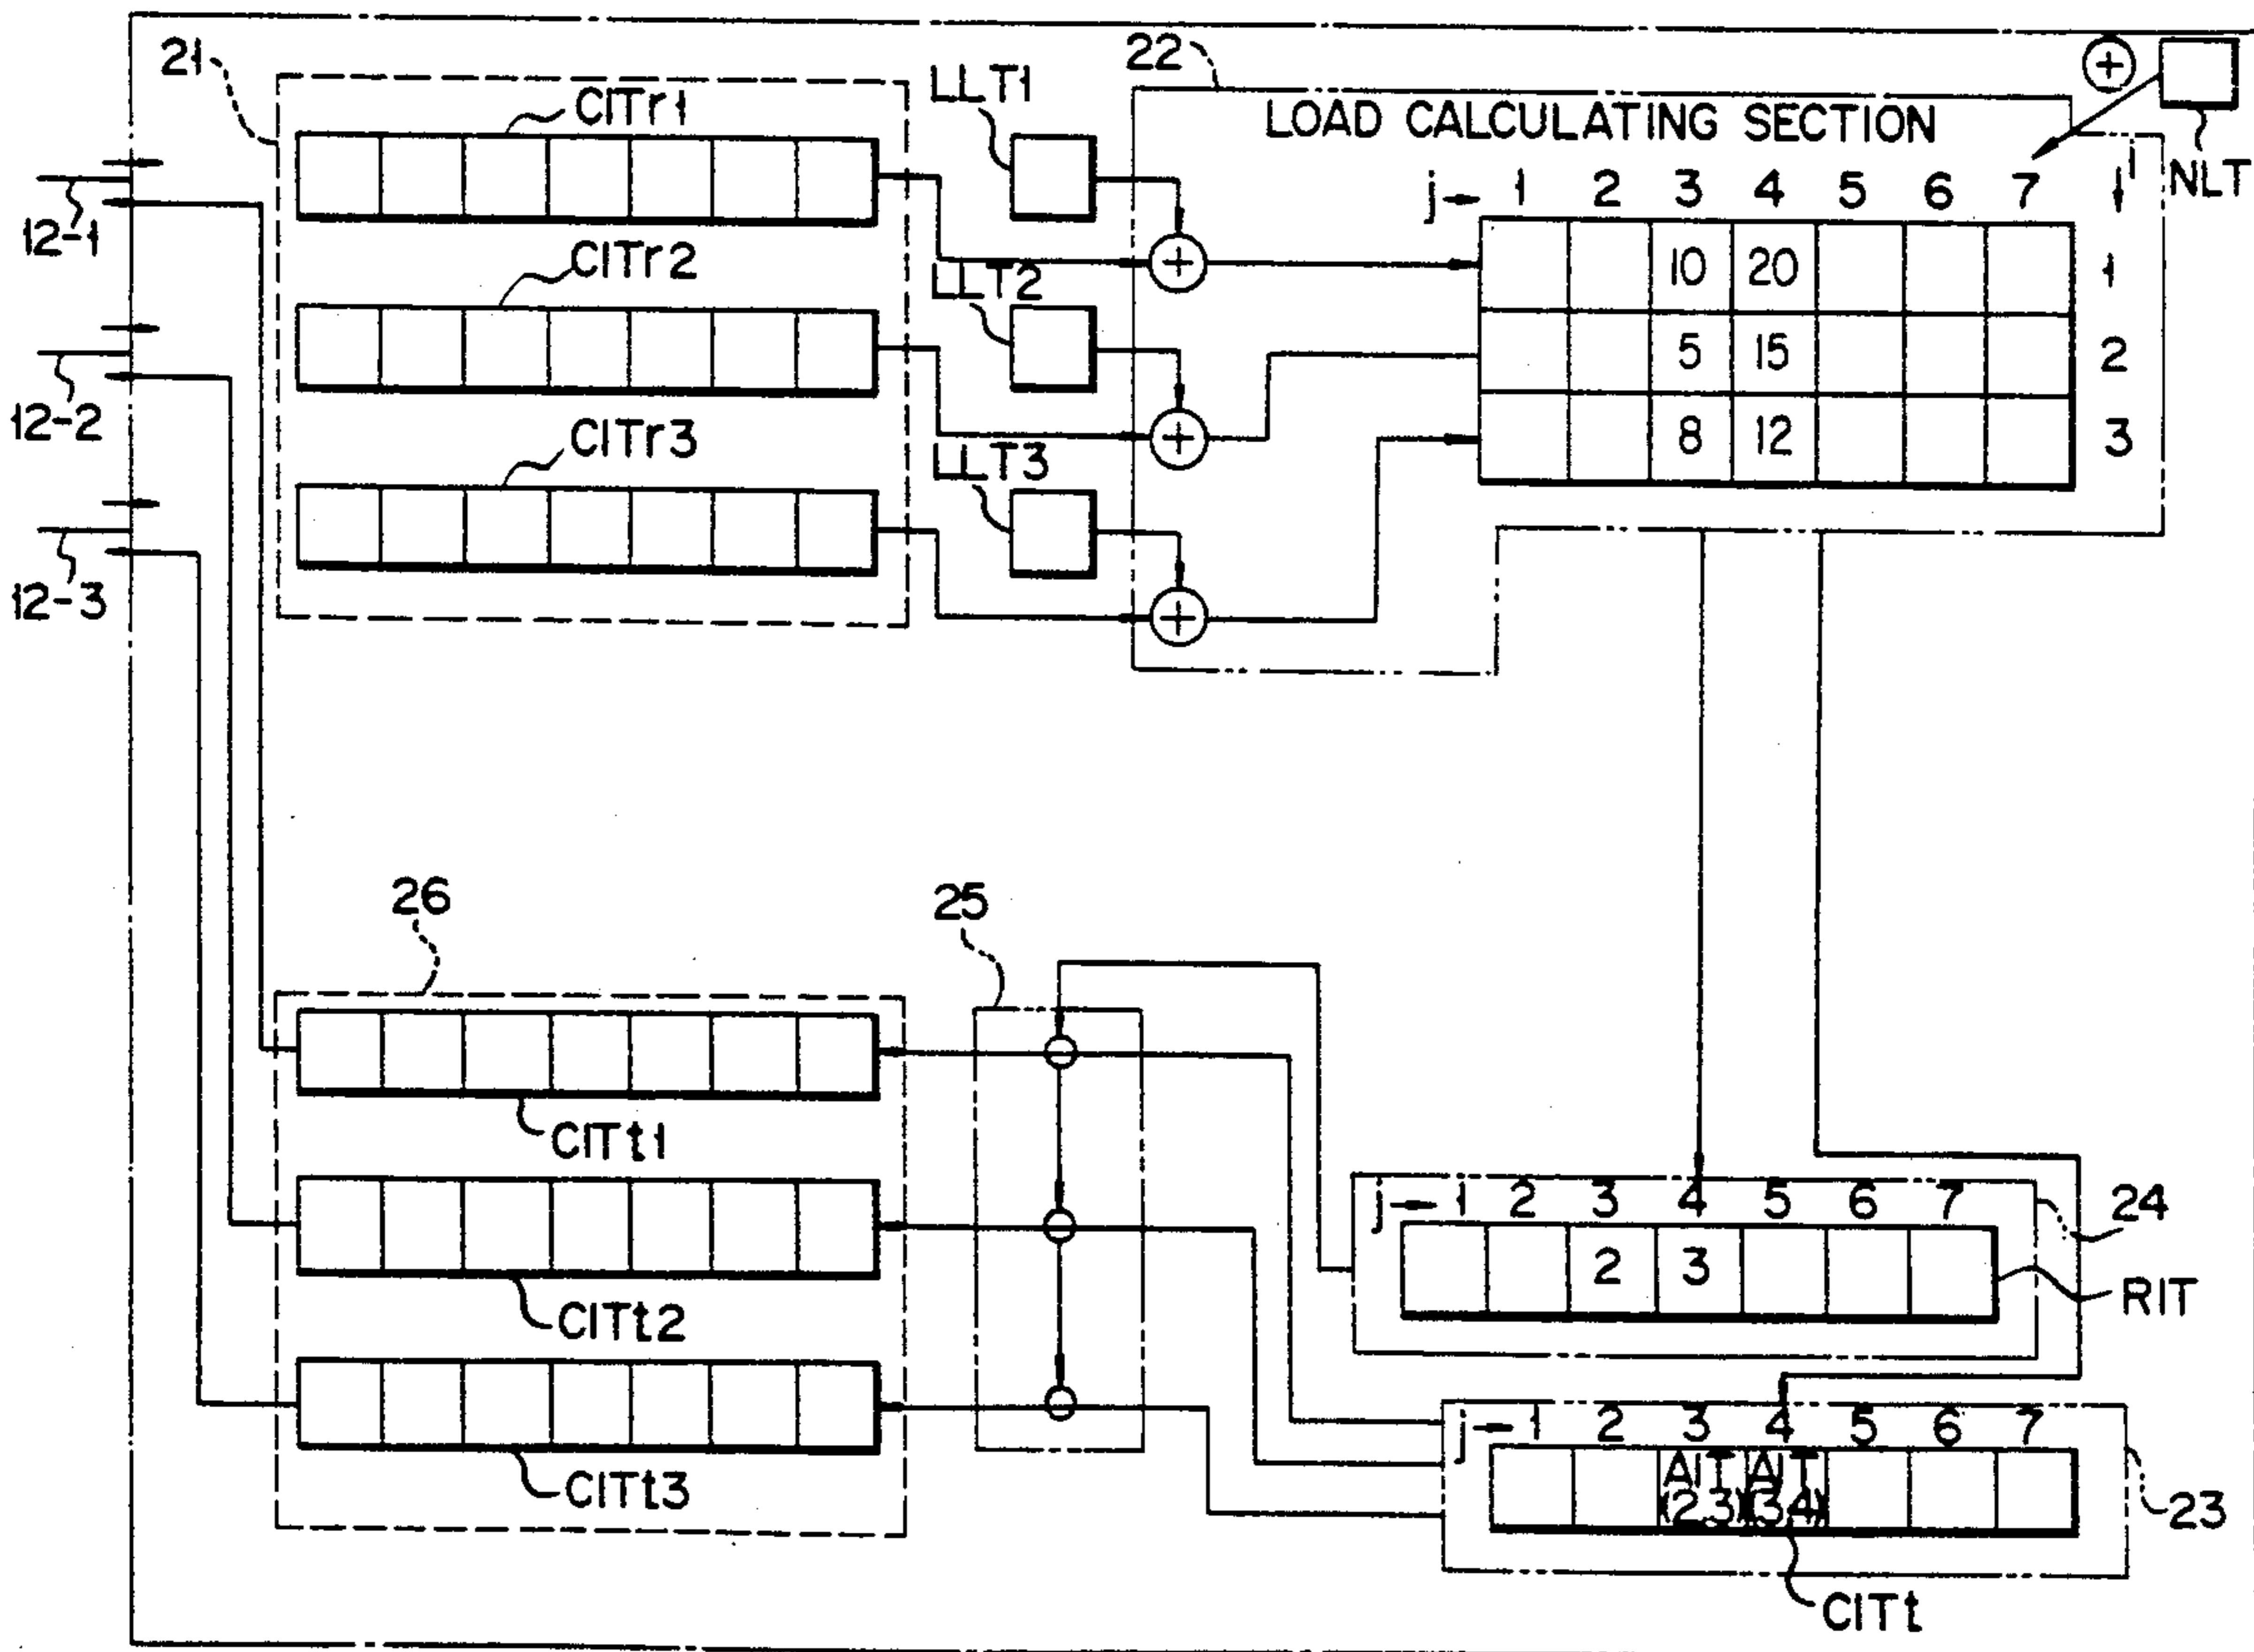 21
CITr1
LLT1
22
LOAD CALCULATING SECTION
NLT
j 1 2 3 4 5 6 7 i
12-1
10 20 1
CITr2
LLT2
5 15 2
12-2
CITr3
LLT3
8 12 3
12-3
26
25
CITt1
j 1 2 3 4 5 6 7
24
2 3
RIT
CITt2
j 1 2 3 4 5 6 7
AIT AIT
(23) (34)
23
CITt3
CITt